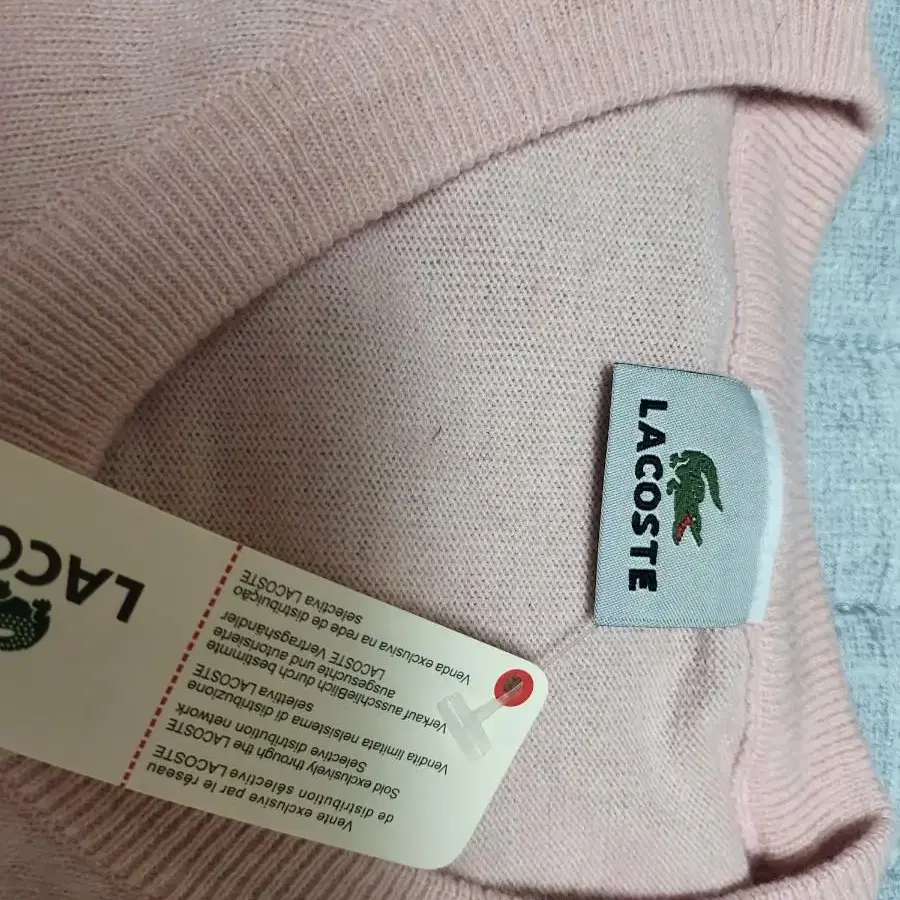 LACOSTE
LACO
Vente exclusive par le réseau
de distribution sélective LACOSTE
Sold exclusively through the LACOSTE
Selective distribution network
Vendita limitata nelsistema di distribuzione
selettiva LACOSTE
Verkauf ausschließlich durch bestimmte
ausgesuchte und autorisierte
LACOSTE Vertragshändler
Venda exclusiva na rede de distribuição
selectiva LACOSTE